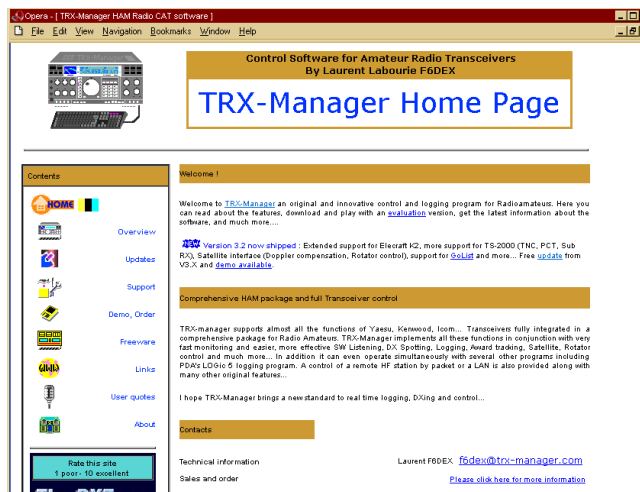 Opera - [ TRX-Manager HAM Radio CAT software ]
File Edit View Navigation Bookmarks Window Help
Control Software for Amateur Radio Transceivers
By Laurent Labourie F6DEX
TRX-Manager Home Page
Contents
HOME
Overview
Updates
Support
Demo, Order
Freeware
Links
User quotes
About
Rate this site
1 poor - 10 excellent
Welcome !
Welcome to TRX-Manager an original and innovative control and logging program for Radioamateurs. Here you
can read about the features, download and play with an evaluation version, get the latest information about the
software, and much more....
Version 3.2 now shipped : Extended support for Elecraft K2, more support for TS-2000 (TNC, PCT, Sub
RX), Satellite interface (Doppler compensation, Rotator control), support for GoList and more... Free update from
V3.X and demo available.
Comprehensive HAM package and full Transceiver control
TRX-manager supports almost all the functions of Yaesu, Kenwood, Icom... Transceivers fully integrated in a
comprehensive package for Radio Amateurs. TRX-Manager implements all these functions in conjunction with very
fast monitoring and easier, more effective SW Listening, DX Spotting, Logging, Award tracking, Satellite, Rotator
control and much more... In addition it can even operate simultaneously with several other programs including
PDA's LOGic 5 logging program. A control of a remote HF station by packet or a LAN is also provided along with
many other original features...
I hope TRX-Manager brings a new standard to real time logging, DXing and control...
Contacts
Technical information
Laurent F6DEX f6dex@trx-manager.com
Sales and order
Please click here for more information